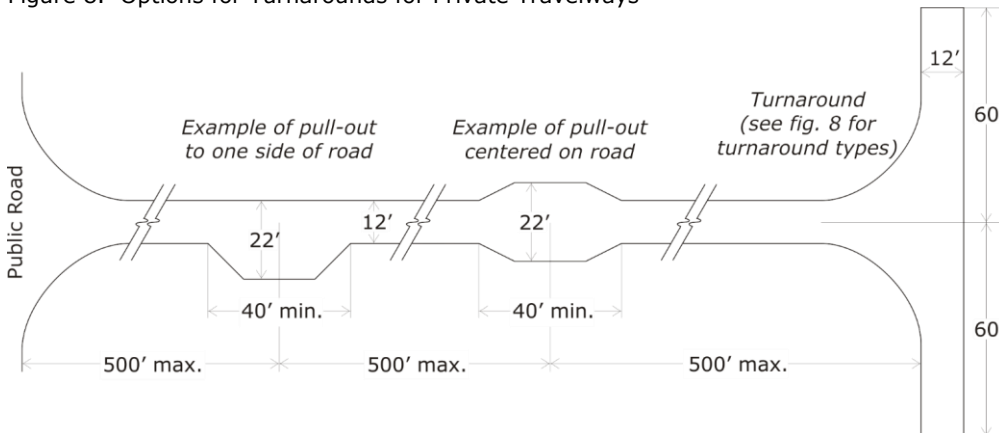 Figure 8. Options for Turnarounds for Private Travelways
12’
Turnaround
(see fig. 8 for
turnaround types)
Example of pull-out
to one side of road
Example of pull-out
centered on road
60
Public Road
22’
12’
22’
40’ min.
40’ min.
60
500’ max.
500’ max.
500’ max.